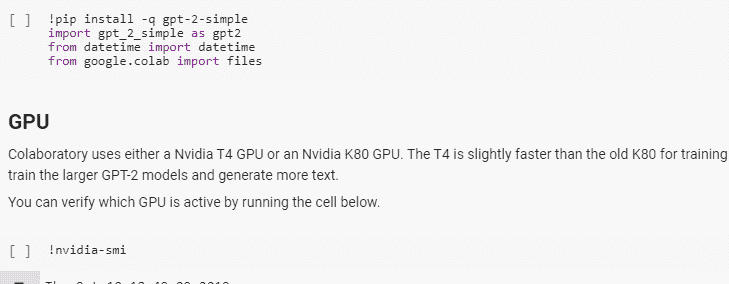 [ ] !pip install -q gpt-2-simple
import gpt_2_simple as gpt2
from datetime import datetime
from google.colab import files
GPU
Colaboratory uses either a Nvidia T4 GPU or an Nvidia K80 GPU. The T4 is slightly faster than the old K80 for training
train the larger GPT-2 models and generate more text.
You can verify which GPU is active by running the cell below.
[ ] !nvidia-smi